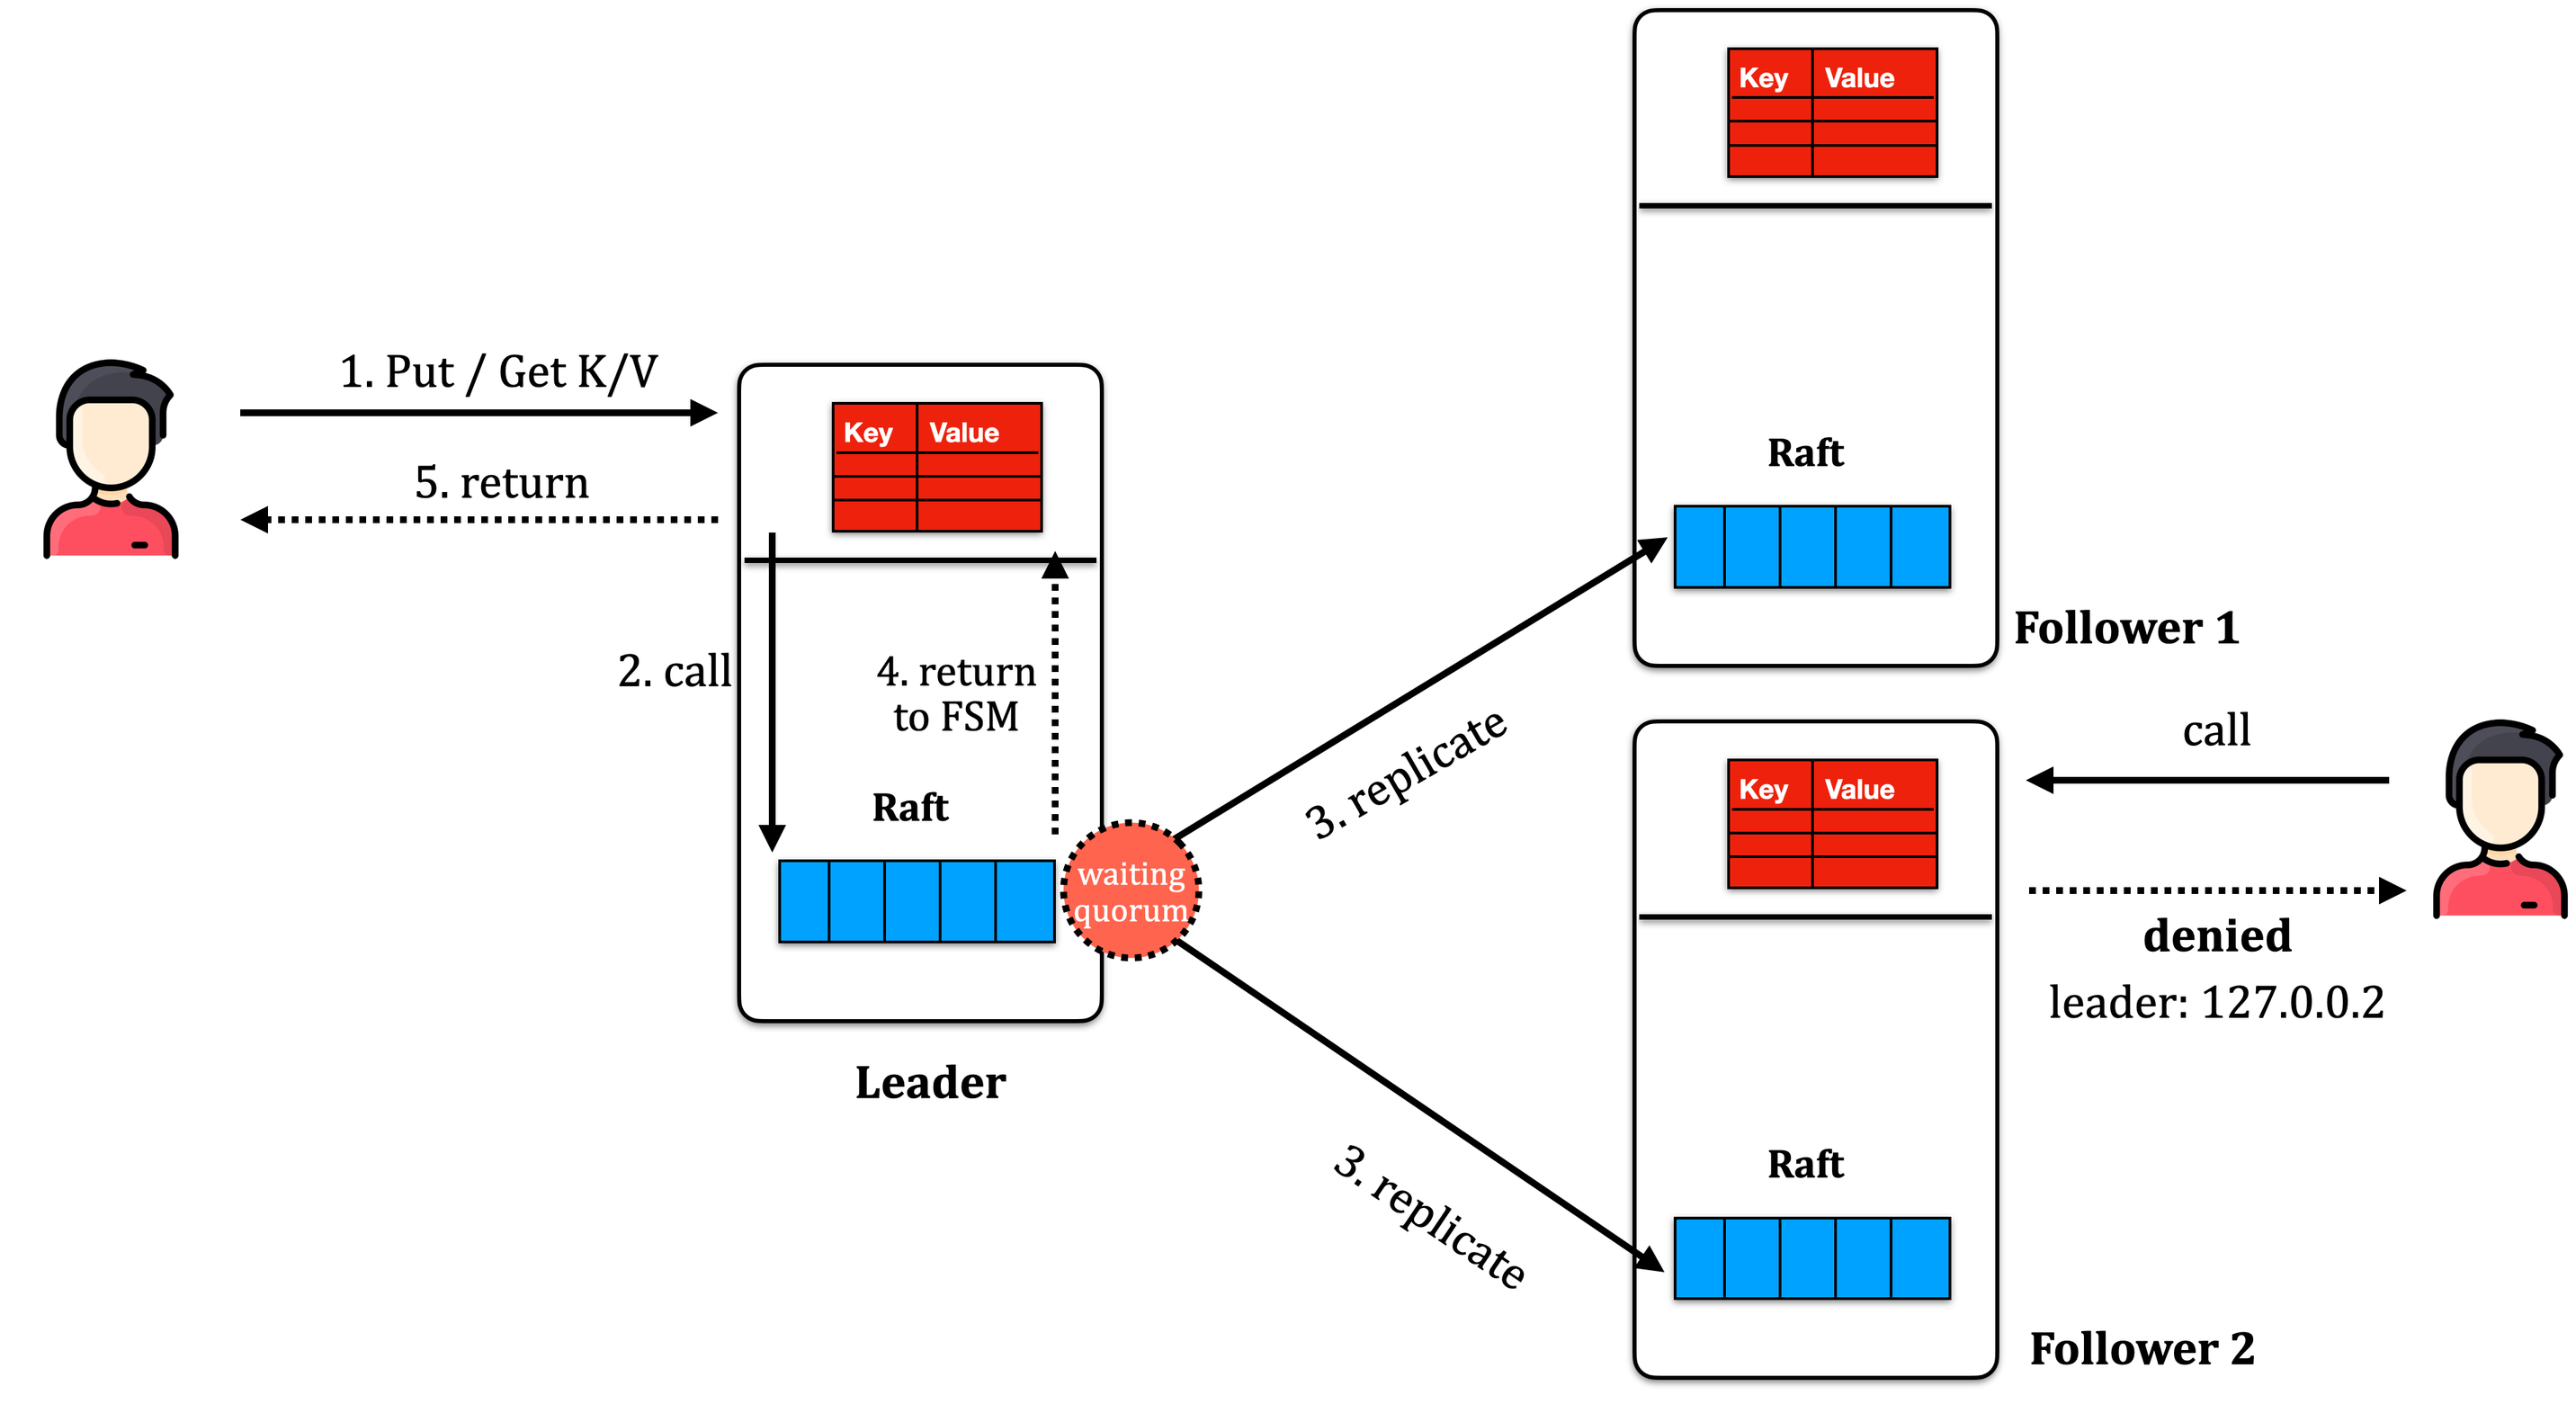 1. Put / Get K/V
5. return
Key Value
2. call
4. return
to FSM
Raft
waiting
quorum
Leader
3. replicate
3. replicate
Key Value
Raft
Follower 1
Key Value
Raft
Follower 2
call
denied
leader: 127.0.0.2